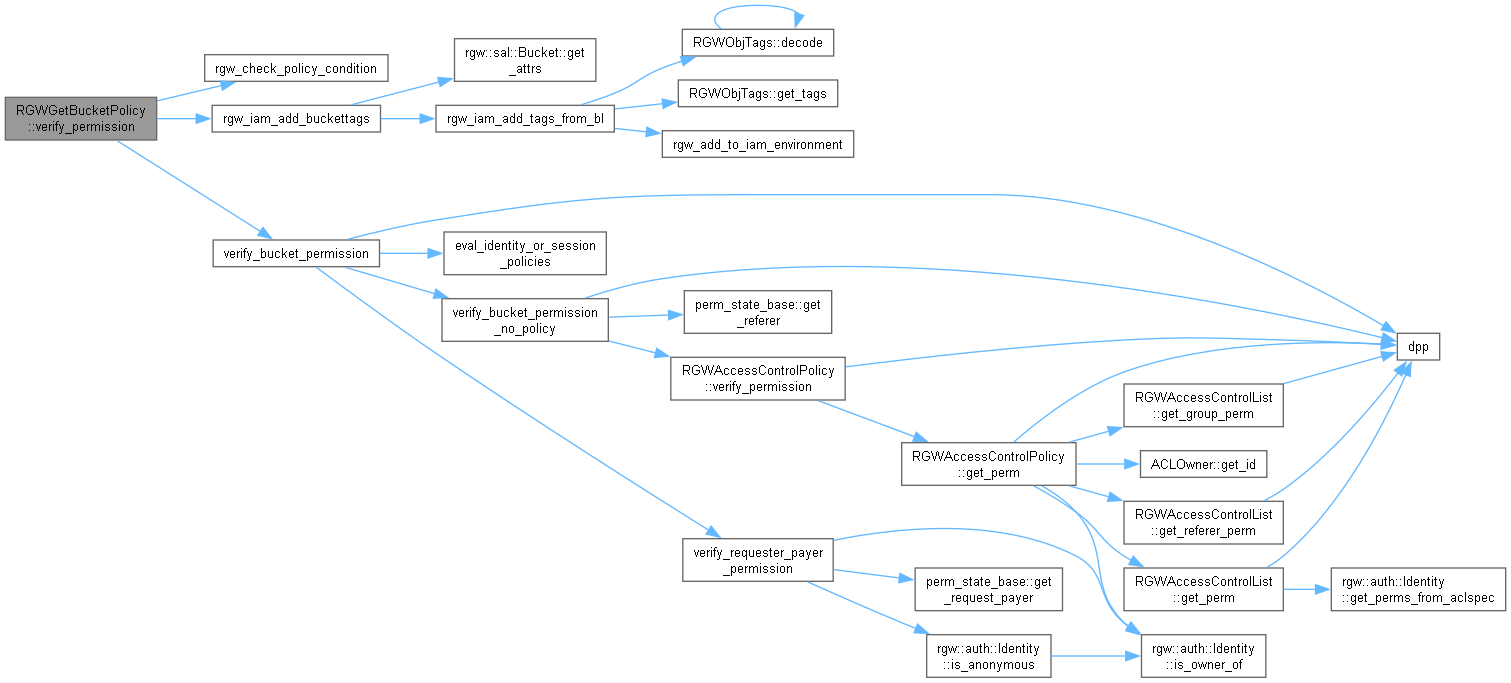 RGWGetBucketPolicy
::verify_permission
rgw_check_policy_condition
rgw_iam_add_buckettags
rgw::sal::Bucket::get
_attrs
rgw_iam_add_tags_from_bl
RGWObjTags::decode
RGWObjTags::get_tags
rgw_add_to_iam_environment
verify_bucket_permission
eval_identity_or_session
_policies
verify_bucket_permission
_no_policy
perm_state_base::get
_referer
RGWAccessControlPolicy
::verify_permission
dpp
RGWAccessControlPolicy
::get_perm
RGWAccessControlList
::get_group_perm
ACLOwner::get_id
RGWAccessControlList
::get_referer_perm
RGWAccessControlList
::get_perm
rgw::auth::Identity
::get_perms_from_aclspec
verify_requester_payer
_permission
perm_state_base::get
_request_payer
rgw::auth::Identity
::is_anonymous
rgw::auth::Identity
::is_owner_of